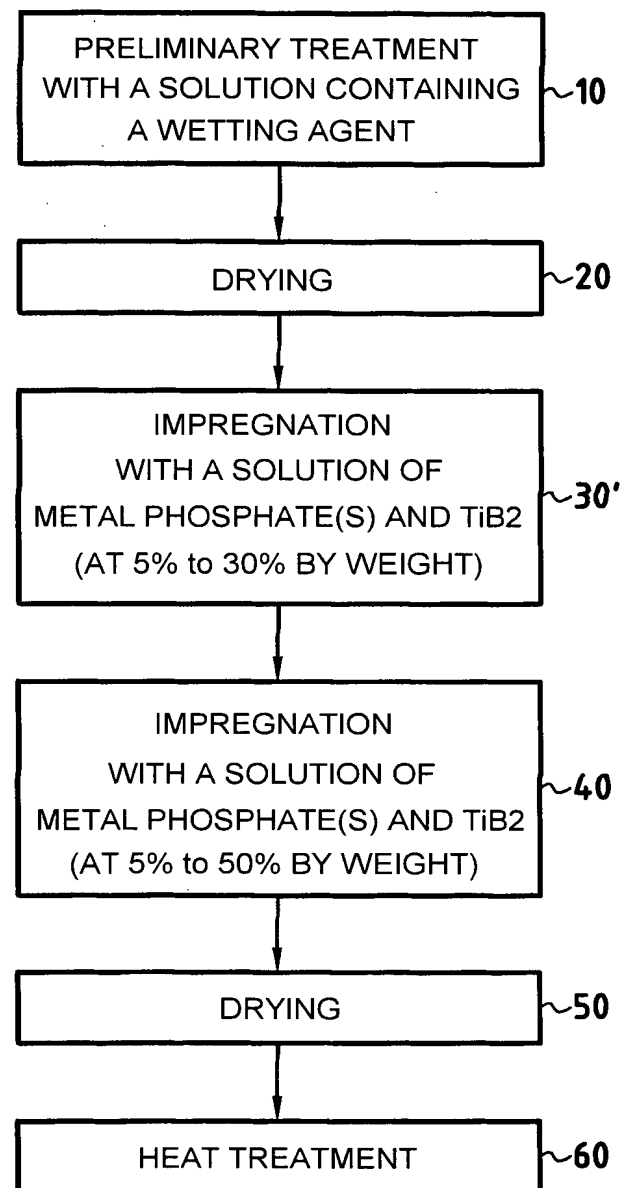 PRELIMINARY TREATMENT
WITH A SOLUTION CONTAINING
A WETTING AGENT
10
DRYING
20
IMPREGNATION
WITH A SOLUTION OF
METAL PHOSPHATE(S) AND TiB2
(AT 5% to 30% BY WEIGHT)
30'
IMPREGNATION
WITH A SOLUTION OF
METAL PHOSPHATE(S) AND TiB2
(AT 5% to 50% BY WEIGHT)
40
DRYING
50
HEAT TREATMENT
60